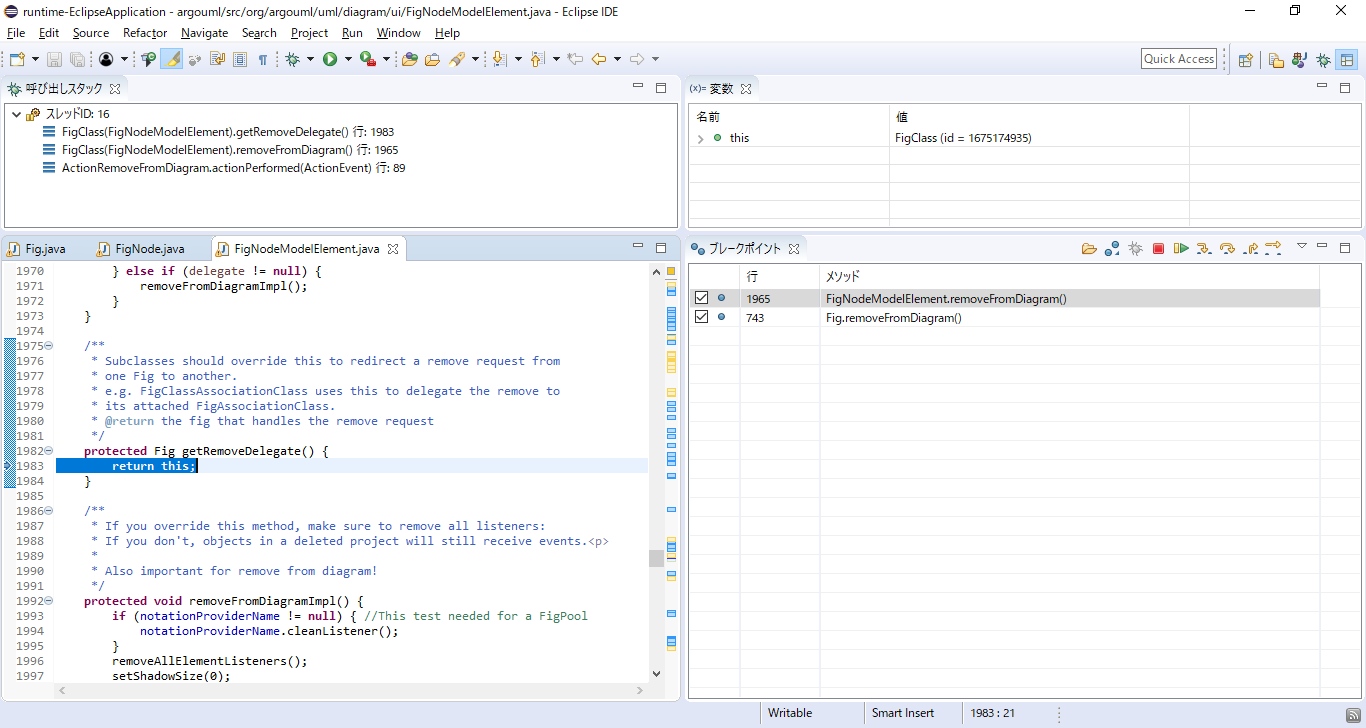 runtime-EclipseApplication - argouml/src/org/argouml/uml/diagram/ui/FigNodeModelElement.java - Eclipse IDE
File Edit Source Refactor Navigate Search Project Run Window Help
Quick Access
呼び出しスタック
スレッドID: 16
FigClass(FigNodeModelElement).getRemoveDelegate() 行: 1983
FigClass(FigNodeModelElement).removeFromDiagram() 行: 1965
ActionRemoveFromDiagram.actionPerformed(ActionEvent) 行: 89
(x)= 変数
名前 値
this FigClass (id = 1675174935)
Fig.java FigNode.java FigNodeModelElement.java
1970 } else if (delegate != null) {
1971 removeFromDiagramImpl();
1972 }
1973 }
1974
1975 /**
1976 * Subclasses should override this to redirect a remove request from
1977 * one Fig to another.
1978 * e.g. FigClassAssociationClass uses this to delegate the remove to
1979 * its attached FigAssociationClass.
1980 * @return the fig that handles the remove request
1981 */
1982 protected Fig getRemoveDelegate() {
1983 return this;
1984 }
1985
1986 /**
1987 * If you override this method, make sure to remove all listeners:
1988 * If you don't, objects in a deleted project will still receive events.<p>
1989 *
1990 * Also important for remove from diagram!
1991 */
1992 protected void removeFromDiagramImpl() {
1993 if (notationProviderName != null) { //This test needed for a FigPool
1994 notationProviderName.cleanListener();
1995 }
1996 removeAllElementListeners();
1997 setShadowSize(0);
ブレークポイント
行 メソッド
1965 FigNodeModelElement.removeFromDiagram()
743 Fig.removeFromDiagram()
Writable Smart Insert 1983 : 21